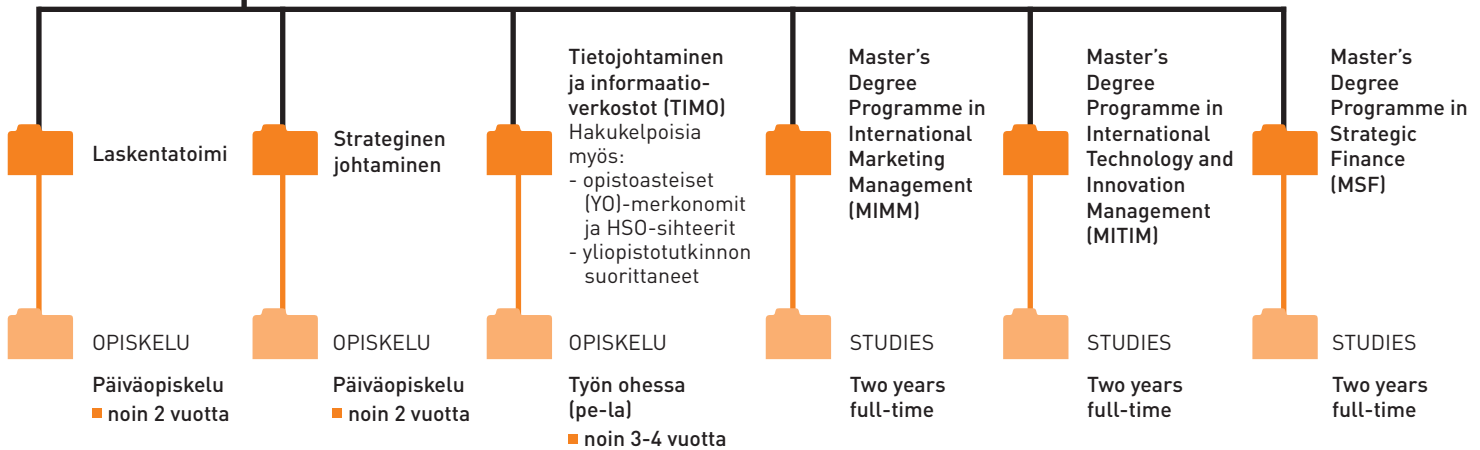 Laskentatoimi
Strateginen
johtaminen
Tietojohtaminen
ja informaatio-
verkostot (TIMO)
Hakukelpoisia
myös:
- opistoasteiset
(YO)-merkonomit
ja HSO-sihteerit
- yliopistotutkinnon
suorittaneet
Master's
Degree
Programme in
International
Marketing
Management
(MIMM)
Master's
Degree
Programme in
International
Technology and
Innovation
Management
(MITIM)
Master's
Degree
Programme in
Strategic
Finance
(MSF)
OPISKELU
Päiväopiskelu
noin 2 vuotta
OPISKELU
Päiväopiskelu
noin 2 vuotta
OPISKELU
Työn ohessa
(pe-la)
noin 3-4 vuotta
STUDIES
Two years
full-time
STUDIES
Two years
full-time
STUDIES
Two years
full-time